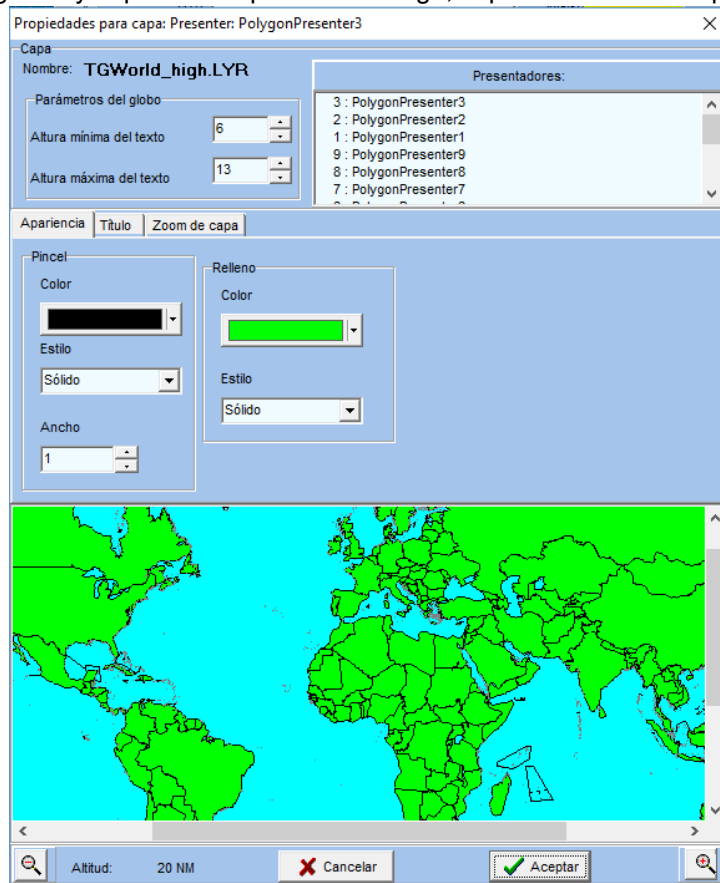 Propiedades para capa: Presenter: PolygonPresenter3
Capa
Nombre: TGWorld_high.LYR
Presentadores:
Parámetros del globo
Altura mínima del texto 6
Altura máxima del texto 13
3 : PolygonPresenter3
2 : PolygonPresenter2
1 : PolygonPresenter1
9 : PolygonPresenter9
8 : PolygonPresenter8
7 : PolygonPresenter7
Apariencia Título Zoom de capa
Pincel
Color
Estilo
Sólido
Ancho
1
Relleno
Color
Estilo
Sólido
Altitud: 20 NM Cancelar Aceptar